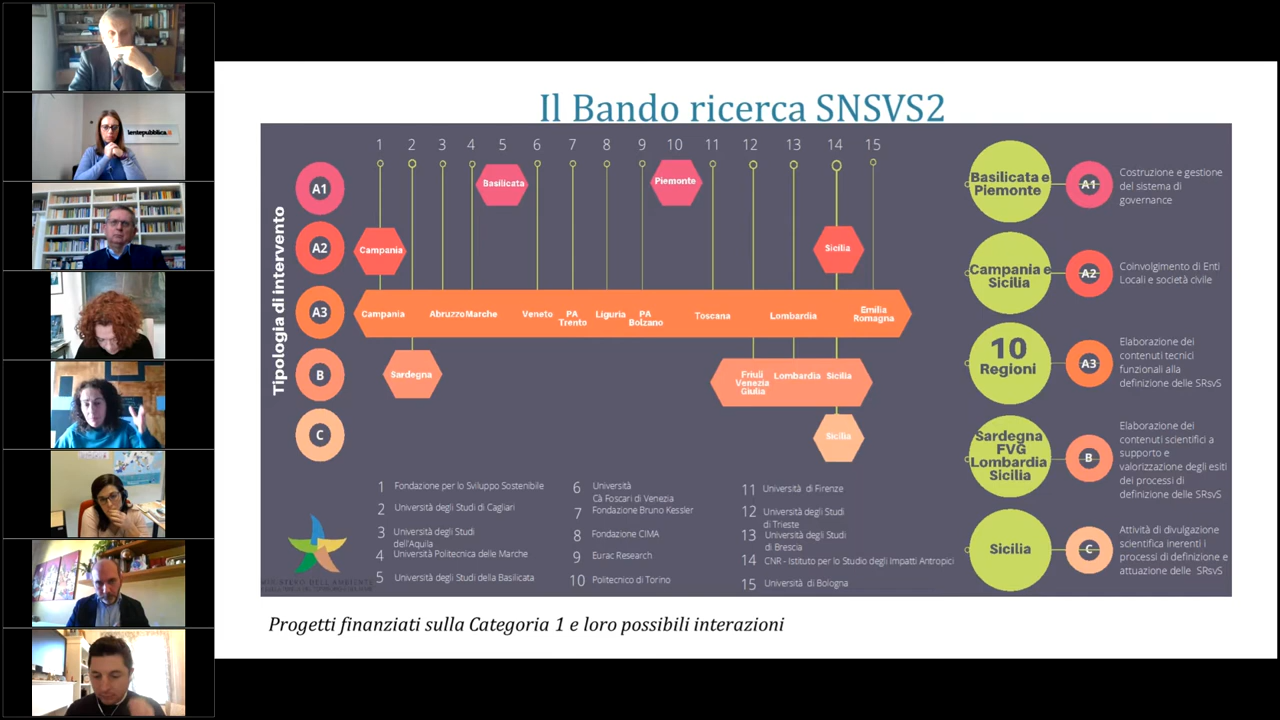 lentepubblica.it
Il Bando ricerca SNSVS2
1 2 3 4 5 6 7 8 9 10 11 12 13 14 15
Tipologia di intervento
A1
Basilicata
Piemonte
A2
Campania
Sicilia
A3
Campania
Abruzzo
Marche
Veneto
PA
Trento
Liguria
PA
Bolzano
Toscana
Lombardia
Emilia
Romagna
B
Sardegna
Friuli
Venezia
Giulia
Lombardia
Sicilia
C
Sicilia
1 Fondazione per lo Sviluppo Sostenibile
2 Università degli Studi di Cagliari
3 Università degli Studi
dell'Aquila
4 Università Politecnica delle Marche
5 Università degli Studi della Basilicata
6 Università
Cà Foscari di Venezia
7 Fondazione Bruno Kessler
8 Fondazione CIMA
9 Eurac Research
10 Politecnico di Torino
11 Università di Firenze
12 Università degli Studi
di Trieste
13 Università degli Studi
di Brescia
14 CNR - Istituto per lo Studio degli Impatti Antropici
15 Università di Bologna
MINISTERO DELL'AMBIENTE
Basilicata e
Piemonte
A1
Costruzione e gestione
del sistema di
governance
Campania e
Sicilia
A2
Coinvolgimento di Enti
Locali e società civile
10
Regioni
A3
Elaborazione dei
contenuti tecnici
funzionali alla
definizione delle SRsvS
Sardegna
FVG
Lombardia
Sicilia
B
Elaborazione dei
contenuti scientifici a
supporto e
valorizzazione degli esiti
dei processi di
definizione delle SRsvS
Sicilia
C
Attività di divulgazione
scientifica inerenti i
processi di definizione e
attuazione delle SRsvS
Progetti finanziati sulla Categoria 1 e loro possibili interazioni